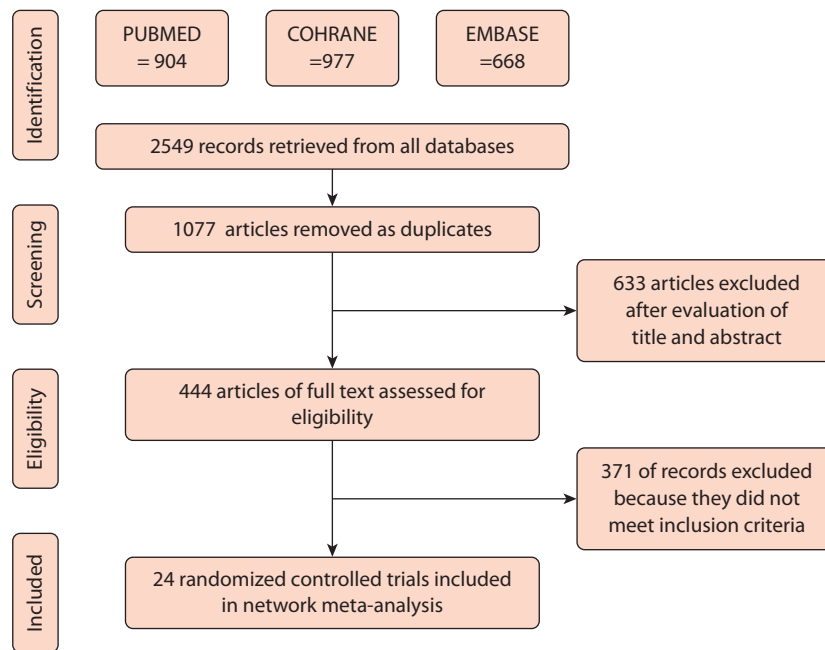 Identification
PUBMED
= 904
COHRANE
=977
EMBASE
=668
2549 records retrieved from all databases
Screening
1077 articles removed as duplicates
633 articles excluded
after evaluation of
title and abstract
Eligibility
444 articles of full text assessed for
eligibility
371 of records excluded
because they did not
meet inclusion criteria
Included
24 randomized controlled trials included
in network meta-analysis